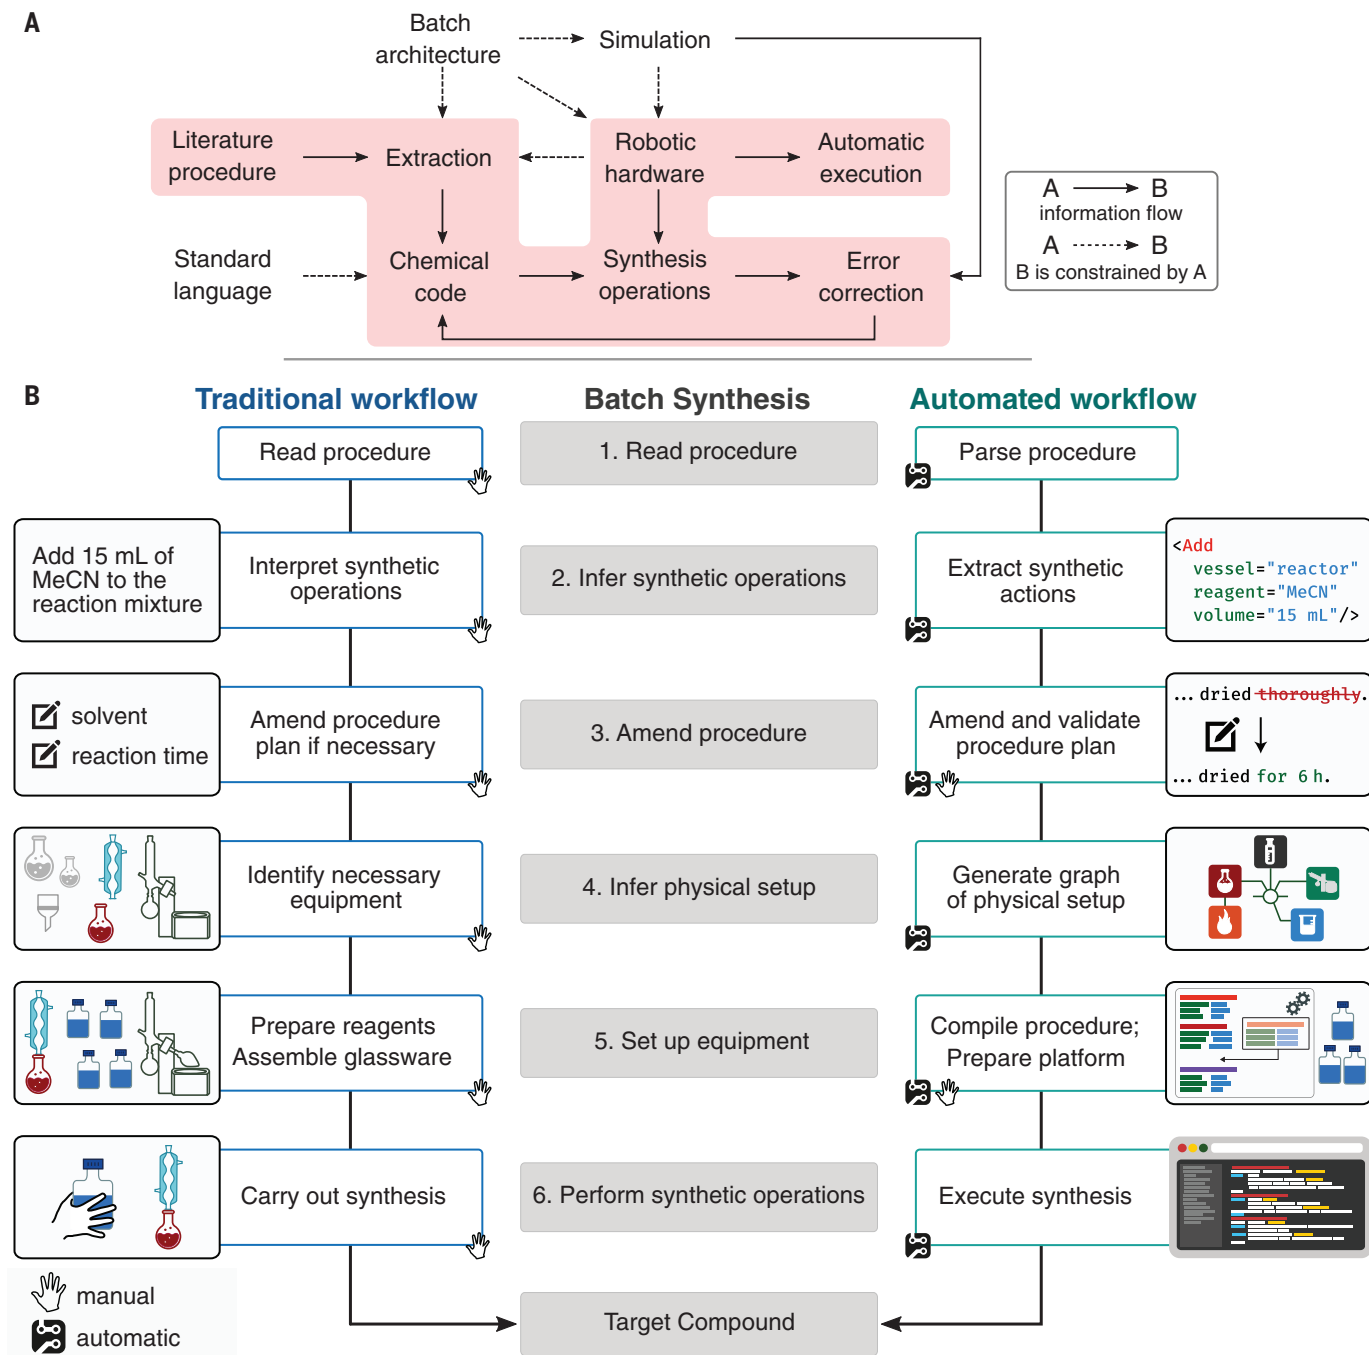 A
Batch
architecture
Simulation
Literature
procedure
Extraction
Robotic
hardware
Automatic
execution
Standard
language
Chemical
code
Synthesis
operations
Error
correction
A B
information flow
A B
B is constrained by A
B
Traditional workflow
Batch Synthesis
Automated workflow
Read procedure
1. Read procedure
Parse procedure
Add 15 mL of
MeCN to the
reaction mixture
Interpret synthetic
operations
2. Infer synthetic operations
Extract synthetic
actions
<Add
vessel="reactor"
reagent="MeCN"
volume="15 mL"/>
solvent
reaction time
Amend procedure
plan if necessary
3. Amend procedure
Amend and validate
procedure plan
... dried thoroughly.
... dried for 6 h.
Identify necessary
equipment
4. Infer physical setup
Generate graph
of physical setup
Prepare reagents
Assemble glassware
5. Set up equipment
Compile procedure;
Prepare platform
Carry out synthesis
6. Perform synthetic operations
Execute synthesis
manual
automatic
Target Compound